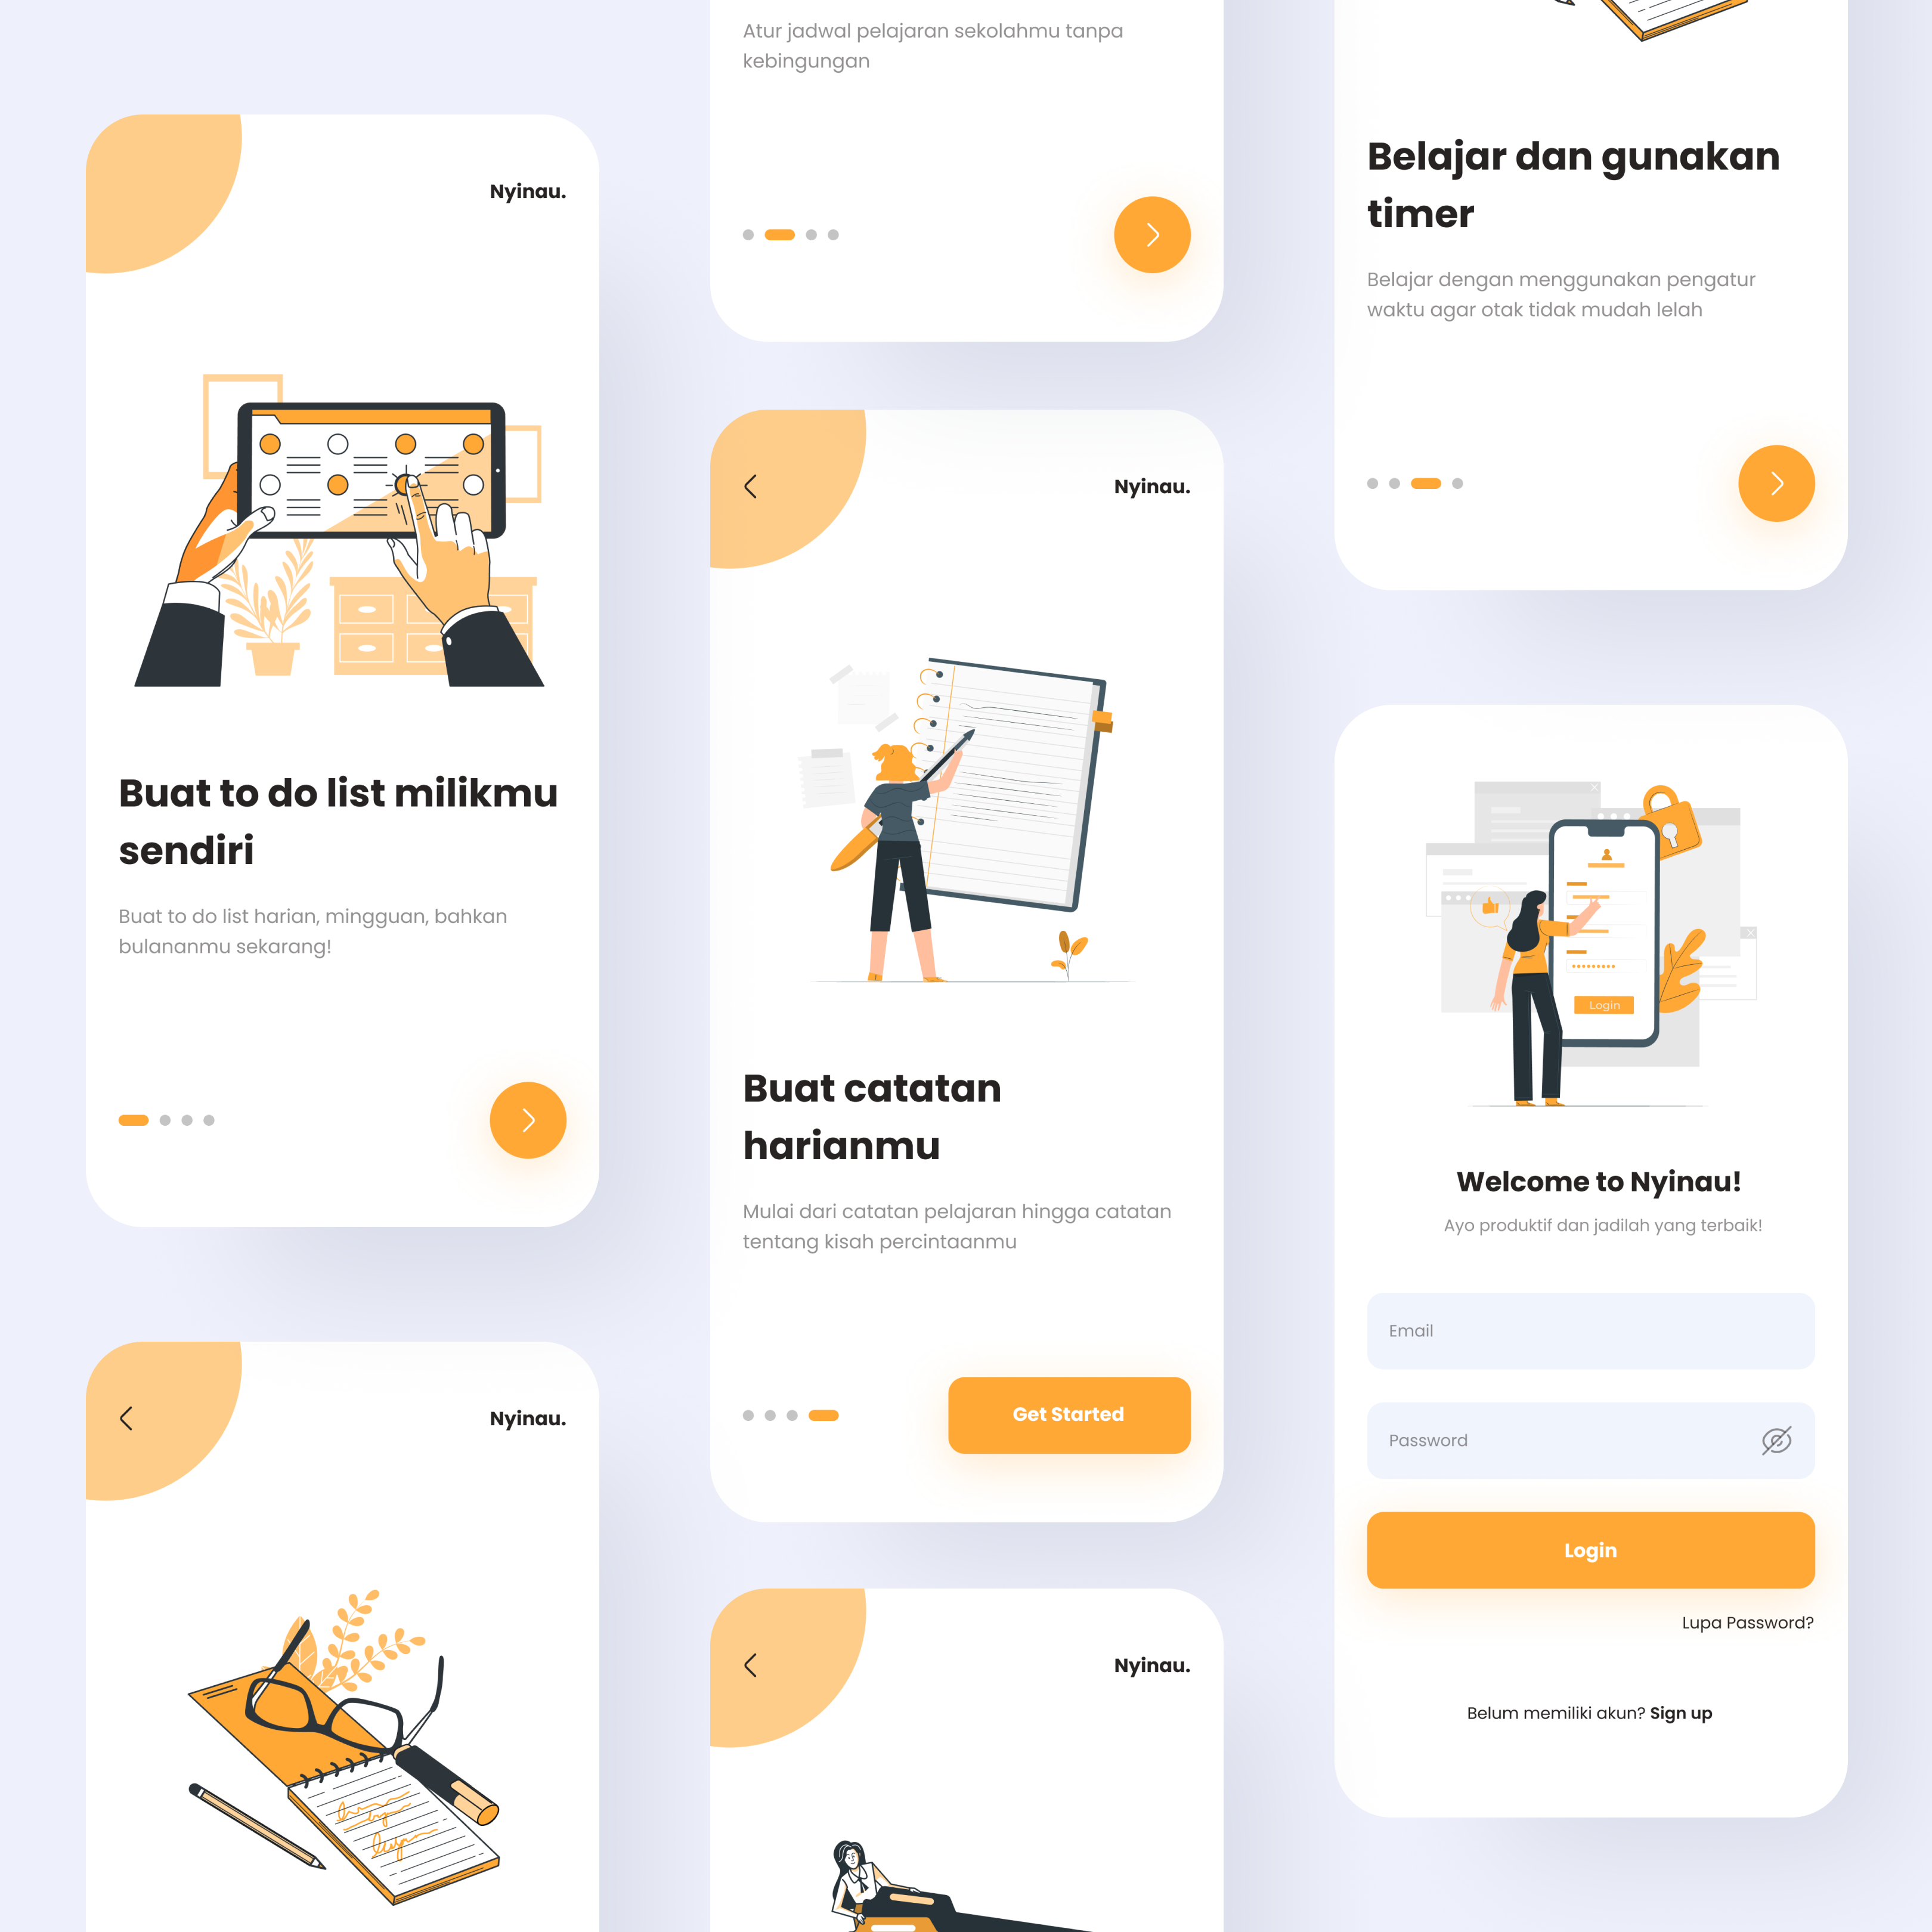 Nyinau.
Buat to do list milikmu
sendiri
Buat to do list harian, mingguan, bahkan
bulananmu sekarang!
Nyinau.
Atur jadwal pelajaran sekolahmu tanpa
kebingungan
Nyinau.
Buat catatan
harianmu
Mulai dari catatan pelajaran hingga catatan
tentang kisah percintaanmu
Get Started
Nyinau.
Belajar dan gunakan
timer
Belajar dengan menggunakan pengatur
waktu agar otak tidak mudah lelah
Login
Welcome to Nyinau!
Ayo produktif dan jadilah yang terbaik!
Email
Password
Login
Lupa Password?
Belum memiliki akun? Sign up